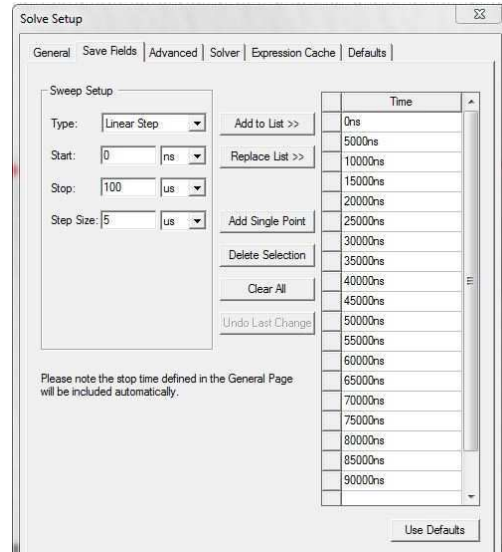 Solve Setup
General Save Fields Advanced Solver Expression Cache Defaults
Sweep Setup
Type: Linear Step
Start: 0 ns
Stop: 100 us
Step Size: 5 us
Add to List >>
Replace List >>
Add Single Point
Delete Selection
Clear All
Undo Last Change
Please note the stop time defined in the General Page
will be included automatically.
Time
0ns
5000ns
10000ns
15000ns
20000ns
25000ns
30000ns
35000ns
40000ns
45000ns
50000ns
55000ns
60000ns
65000ns
70000ns
75000ns
80000ns
85000ns
90000ns
Use Defaults